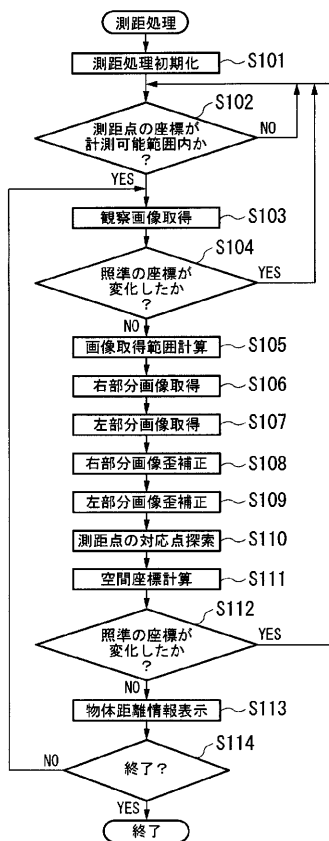 測距処理
測距処理初期化
S101
S102
測距点の座標が
計測可能範囲内か
?
NO
YES
観察画像取得
S103
S104
照準の座標が
変化したか
?
YES
NO
画像取得範囲計算
S105
右部分画像取得
S106
左部分画像取得
S107
右部分画像歪補正
S108
左部分画像歪補正
S109
測距点の対応点探索
S110
空間座標計算
S111
S112
照準の座標が
変化したか
?
YES
NO
物体距離情報表示
S113
S114
NO
終了?
YES
終了